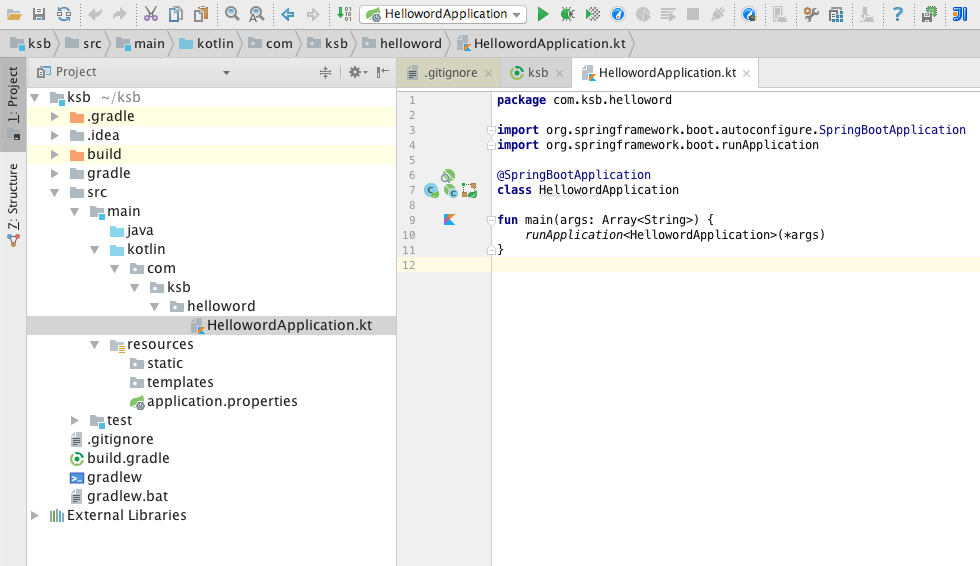 HellowordApplication
ksb src main kotlin com ksb helloword HellowordApplication.kt
1: Project
Z: Structure
Project
.gitignore ksb HellowordApplication.kt
ksb ~/ksb
.gradle
.idea
build
gradle
src
main
java
kotlin
com
ksb
helloword
HellowordApplication.kt
resources
static
templates
application.properties
test
.gitignore
build.gradle
gradlew
gradlew.bat
External Libraries
1 package com.ksb.helloword
2
3 import org.springframework.boot.autoconfigure.SpringBootApplication
4 import org.springframework.boot.runApplication
5
6 @SpringBootApplication
7 class HellowordApplication
8
9 fun main(args: Array<String>) {
10 runApplication<HellowordApplication>(*args)
11 }
12